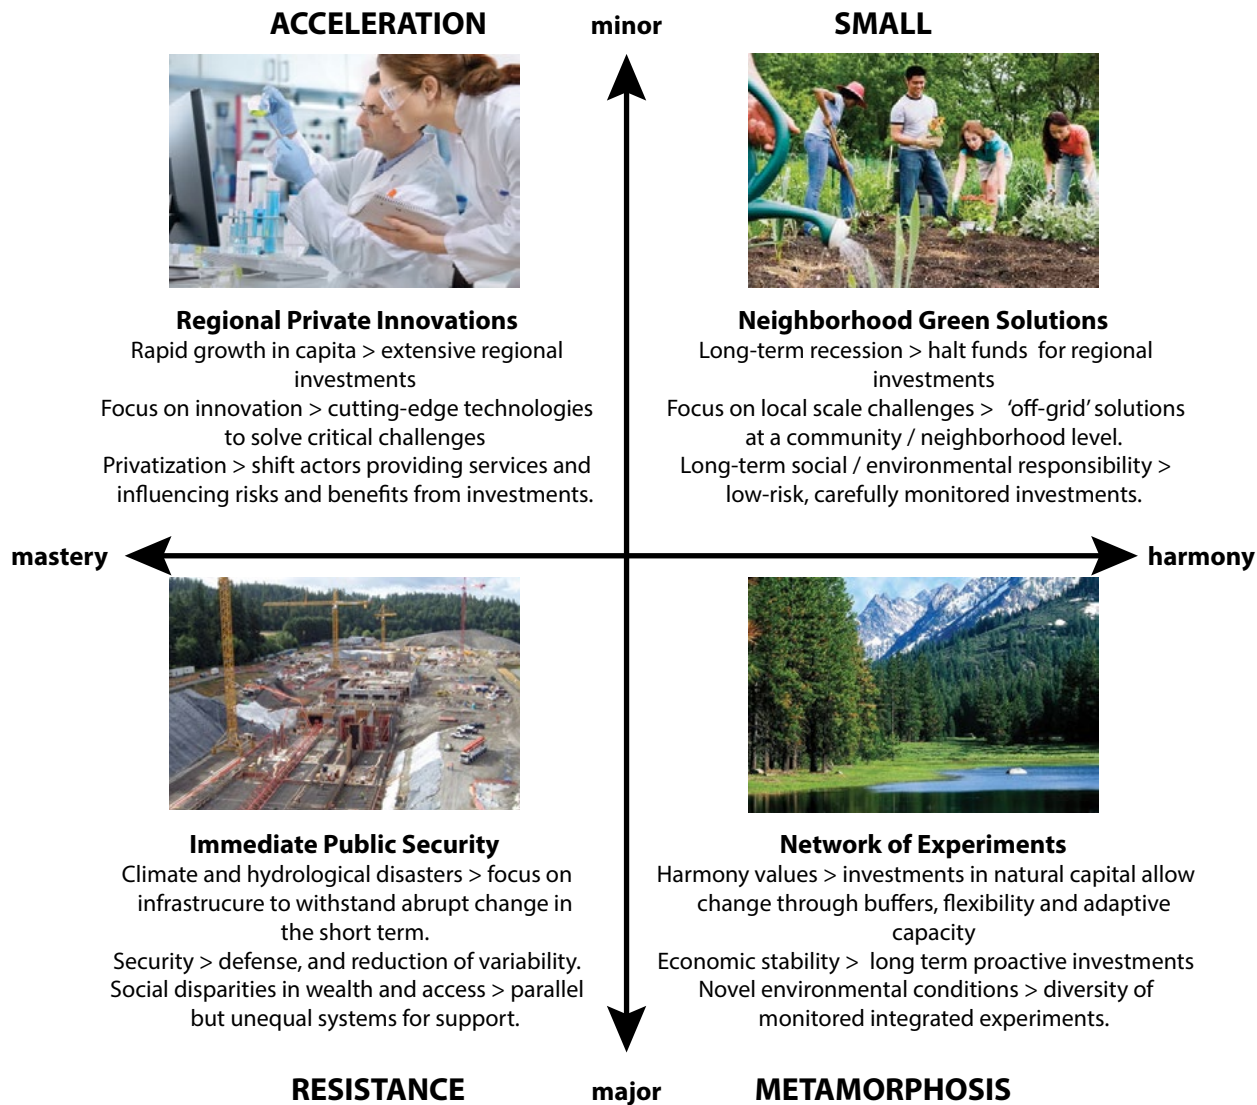 ACCELERATION
minor
SMALL
Regional Private Innovations
Rapid growth in capita > extensive regional
investments
Focus on innovation > cutting-edge technologies
to solve critical challenges
Privatization > shift actors providing services and
influencing risks and benefits from investments.
Neighborhood Green Solutions
Long-term recession > halt funds for regional
investments
Focus on local scale challenges > 'off-grid' solutions
at a community / neighborhood level.
Long-term social / environmental responsibility >
low-risk, carefully monitored investments.
mastery
harmony
Immediate Public Security
Climate and hydrological disasters > focus on
infrastrucure to withstand abrupt change in
the short term.
Security > defense, and reduction of variability.
Social disparities in wealth and access > parallel
but unequal systems for support.
Network of Experiments
Harmony values > investments in natural capital allow
change through buffers, flexibility and adaptive
capacity
Economic stability > long term proactive investments
Novel environmental conditions > diversity of
monitored integrated experiments.
RESISTANCE
major
METAMORPHOSIS